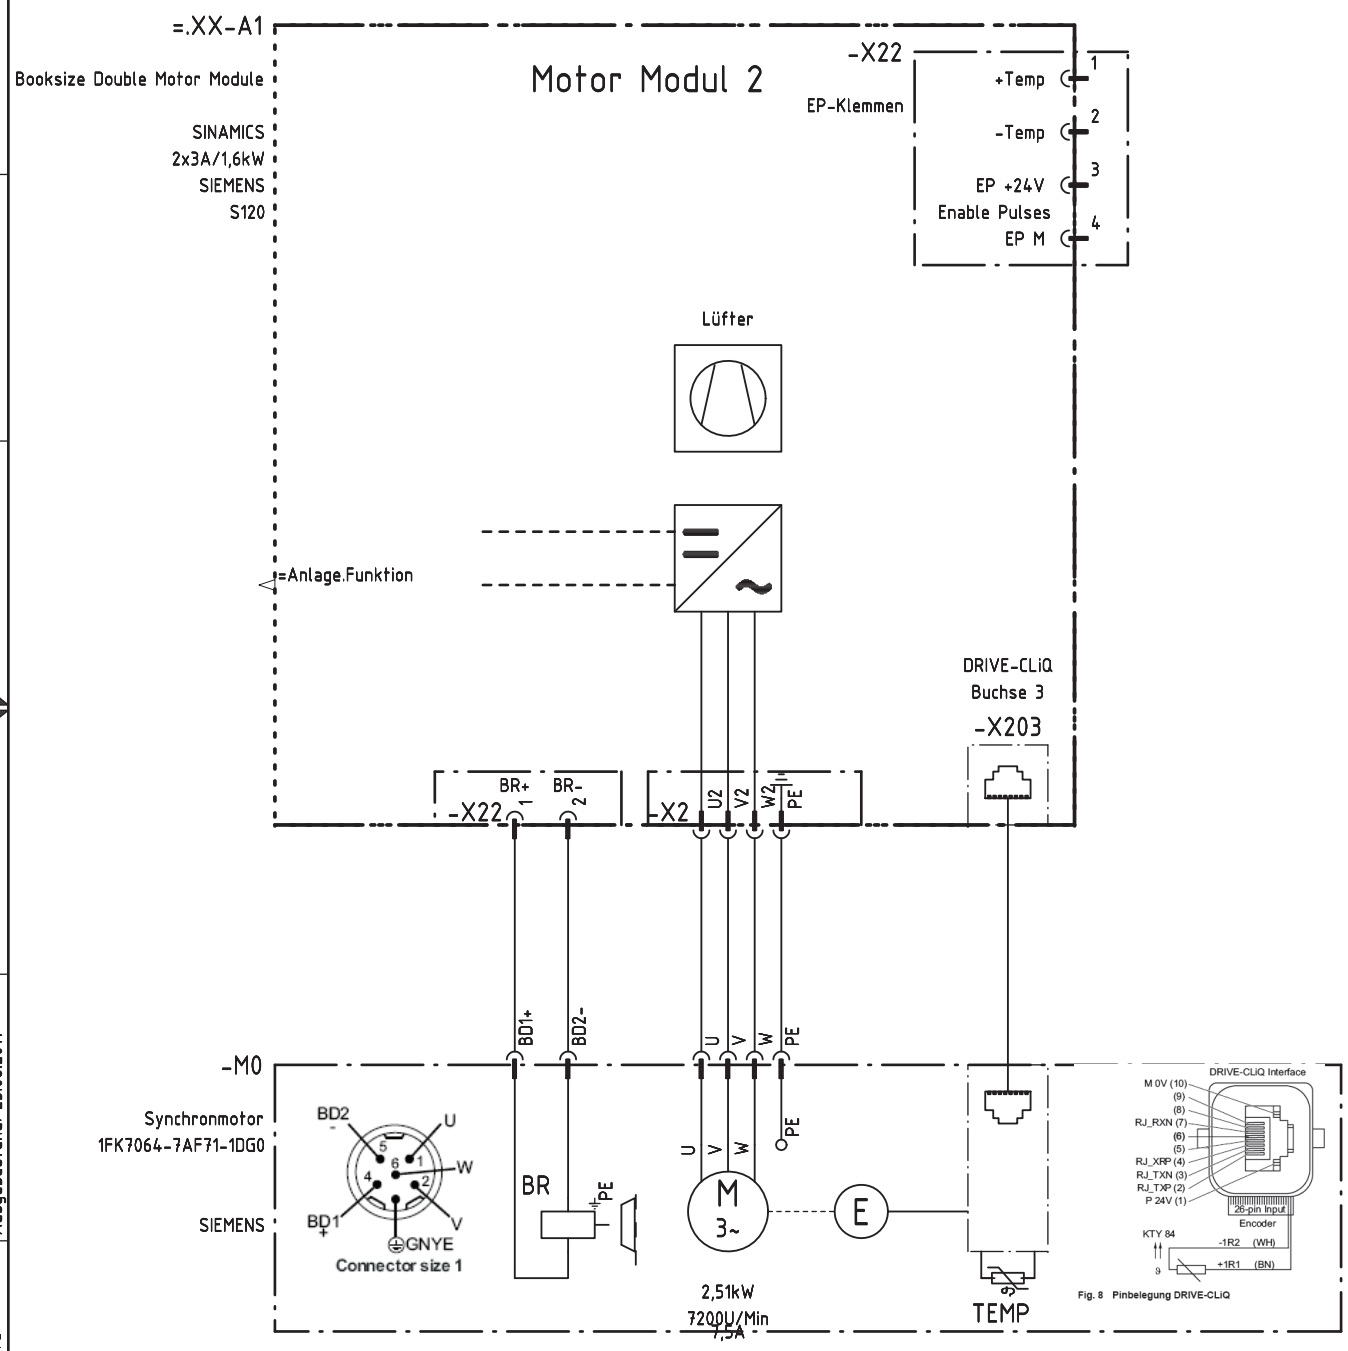 =.XX-A1
Booksize Double Motor Module
SINAMICS
2x3A/1,6kW
SIEMENS
S120
Motor Modul 2
-X22
EP-Klemmen
+Temp 1
-Temp 2
EP +24V 3
Enable Pulses
EP M 4
Lüfter
=Anlage.Funktion
DRIVE-CLiQ
Buchse 3
-X203
BR+ BR-
-X22 1 2
-X2 U2 V2 W2 PE
BD1+ BD2- U V W PE
-M0
Synchronmotor
1FK7064-7AF71-1DG0
SIEMENS
BD2
-
U
5
6 1
W
4 2
BD1
+
V
GNYE
Connector size 1
BR
PE
U V W PE
M
3~
E
2,51kW
7200U/Min
7,5A
TEMP
DRIVE-CLiQ Interface
M 0V (10)
(9)
(8)
RJ_RXN (7)
(6)
(5)
RJ_XRP (4)
RJ_TXN (3)
RJ_TXP (2)
P 24V (1)
26-pin Input
Encoder
KTY 84
-1R2 (WH)
ϑ
+1R1 (BN)
Fig. 8 Pinbelegung DRIVE-CLiQ